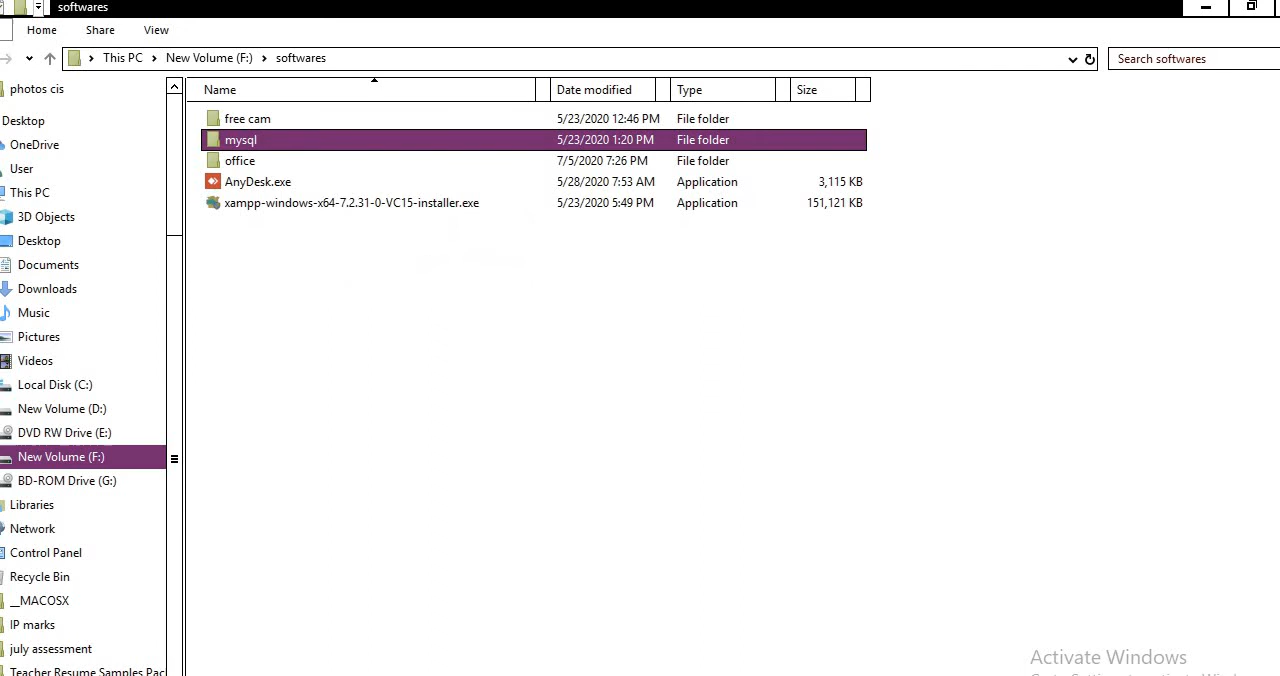 softwares
Home Share View
This PC New Volume (F:) softwares
Search softwares
photos cis
Desktop
OneDrive
User
This PC
3D Objects
Desktop
Documents
Downloads
Music
Pictures
Videos
Local Disk (C:)
New Volume (D:)
DVD RW Drive (E:)
New Volume (F:)
BD-ROM Drive (G:)
Libraries
Network
Control Panel
Recycle Bin
__MACOSX
IP marks
july assessment
Teacher Resume Samples Pac
Name Date modified Type Size
free cam 5/23/2020 12:46 PM File folder
mysql 5/23/2020 1:20 PM File folder
office 7/5/2020 7:26 PM File folder
AnyDesk.exe 5/28/2020 7:53 AM Application 3,115 KB
xampp-windows-x64-7.2.31-0-VC15-installer.exe 5/23/2020 5:49 PM Application 151,121 KB
Activate Windows